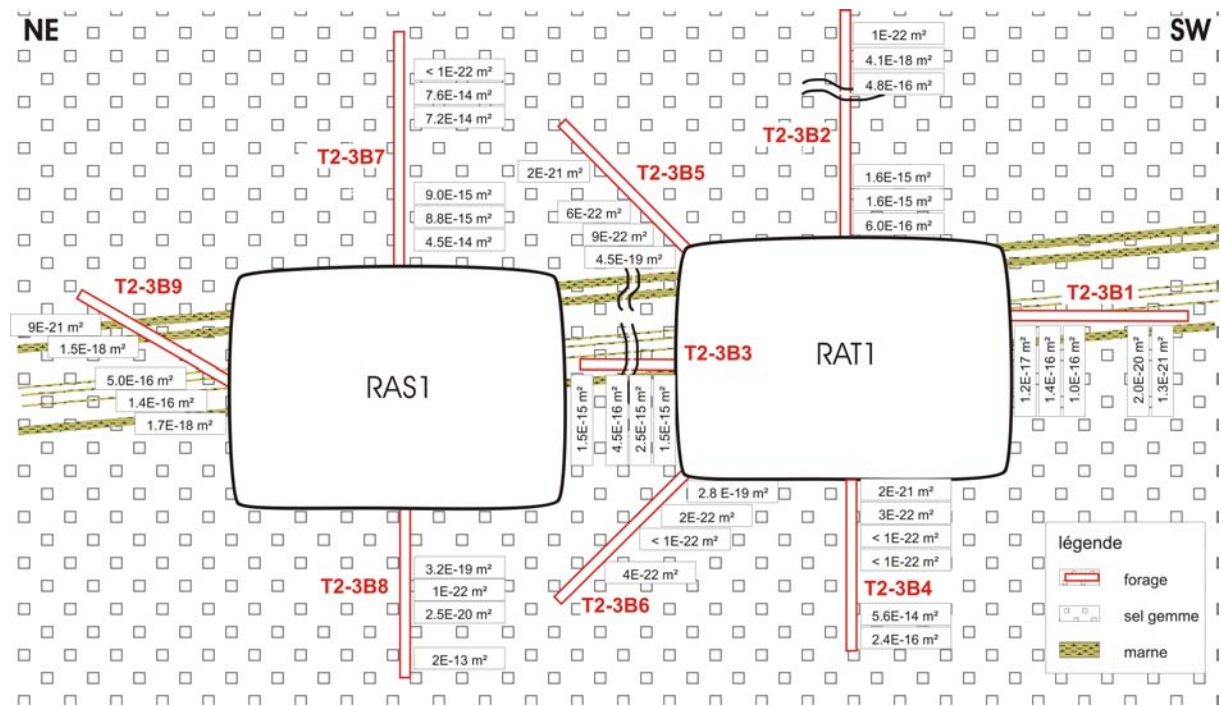 NE
SW
1E-22 m²
4.1E-18 m²
4.8E-16 m²
< 1E-22 m²
7.6E-14 m²
7.2E-14 m²
T2-3B7
T2-3B5
T2-3B2
2E-21 m²
1.6E-15 m²
1.6E-15 m²
6.0E-16 m²
9.0E-15 m²
8.8E-15 m²
4.5E-14 m²
6E-22 m²
9E-22 m²
4.5E-19 m²
T2-3B9
T2-3B1
9E-21 m²
1.5E-18 m²
5.0E-16 m²
1.4E-16 m²
1.7E-18 m²
RAS1
T2-3B3
RAT1
1.5E-15 m²
4.5E-16 m²
2.5E-15 m²
1.5E-15 m²
1.2E-17 m²
1.4E-16 m²
1.0E-16 m²
2.0E-20 m²
1.3E-21 m²
2.8 E-19 m²
2E-22 m²
< 1E-22 m²
4E-22 m²
T2-3B6
2E-21 m²
3E-22 m²
< 1E-22 m²
< 1E-22 m²
T2-3B4
5.6E-14 m²
2.4E-16 m²
3.2E-19 m²
1E-22 m²
2.5E-20 m²
T2-3B8
2E-13 m²
légende
forage
sel gemme
marne